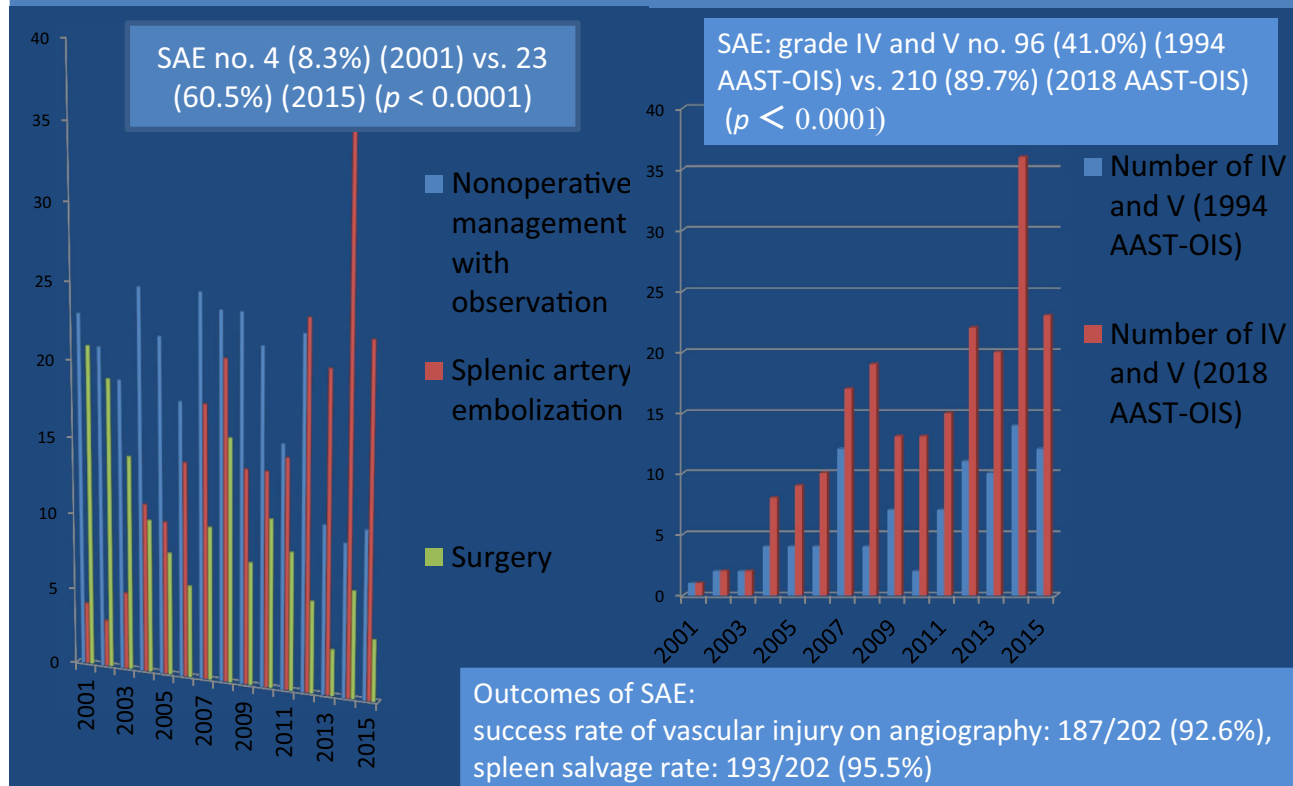 SAE no. 4 (8.3%) (2001) vs. 23
(60.5%) (2015) (p < 0.0001)
40
35
30
25
20
15
10
5
0
2001
2003
2005
2007
2009
2011
2013
2015
Nonoperative
management
with
observation
Splenic artery
embolization
Surgery
SAE: grade IV and V no. 96 (41.0%) (1994
AAST-OIS) vs. 210 (89.7%) (2018 AAST-OIS)
(p < 0.0001)
40
35
30
25
20
15
10
5
0
2001
2003
2005
2007
2009
2011
2013
2015
Number of IV
and V (1994
AAST-OIS)
Number of IV
and V (2018
AAST-OIS)
Outcomes of SAE:
success rate of vascular injury on angiography: 187/202 (92.6%),
spleen salvage rate: 193/202 (95.5%)